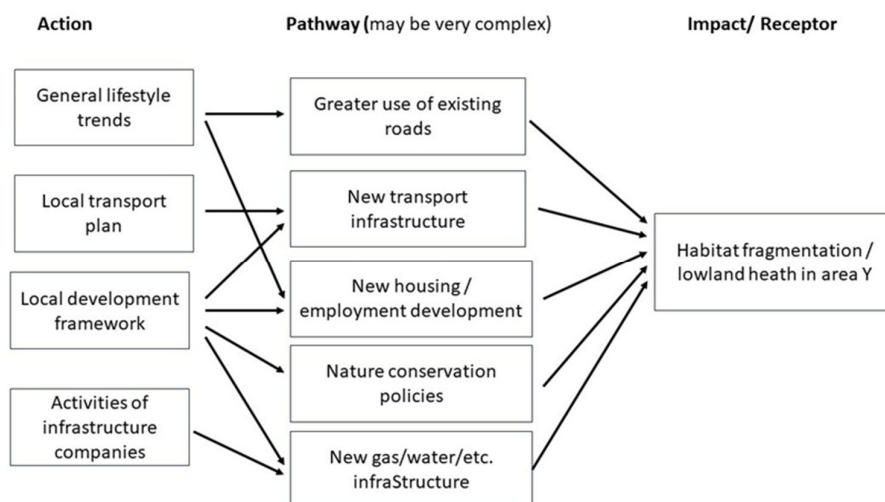 Action
Pathway (may be very complex)
Impact/ Receptor
General lifestyle
trends
Local transport
plan
Local development
framework
Activities of
infrastructure
companies
Greater use of existing
roads
New transport
infrastructure
New housing /
employment development
Nature conservation
policies
New gas/water/etc.
infraStructure
Habitat fragmentation /
lowland heath in area Y